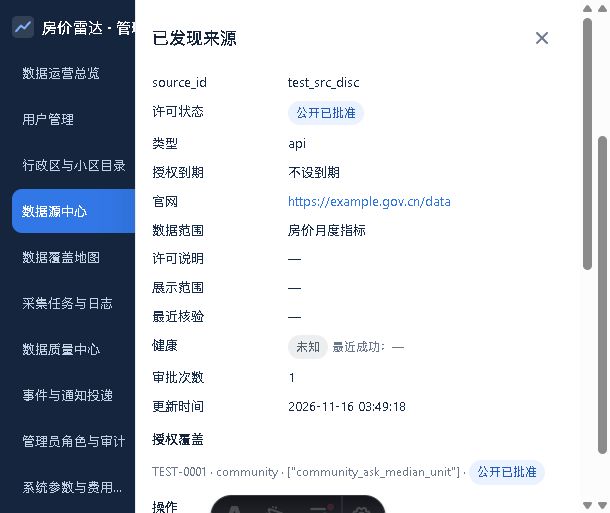 房价雷达 - 管
数据运营总览
用户管理
行政区与小区目录
数据源中心
数据覆盖地图
采集任务与日志
数据质量中心
事件与通知投递
管理员角色与审计
系统参数与费用...
已发现来源
source_id test_src_disc
许可状态 公开已批准
类型 api
授权到期 不设到期
官网 https://example.gov.cn/data
数据范围 房价月度指标
许可说明 —
展示范围 —
最近核验 —
健康 未知 最近成功: —
审批次数 1
更新时间 2026-11-16 03:49:18
授权覆盖
TEST-0001 · community · ["community_ask_median_unit"] · 公开已批准
操作